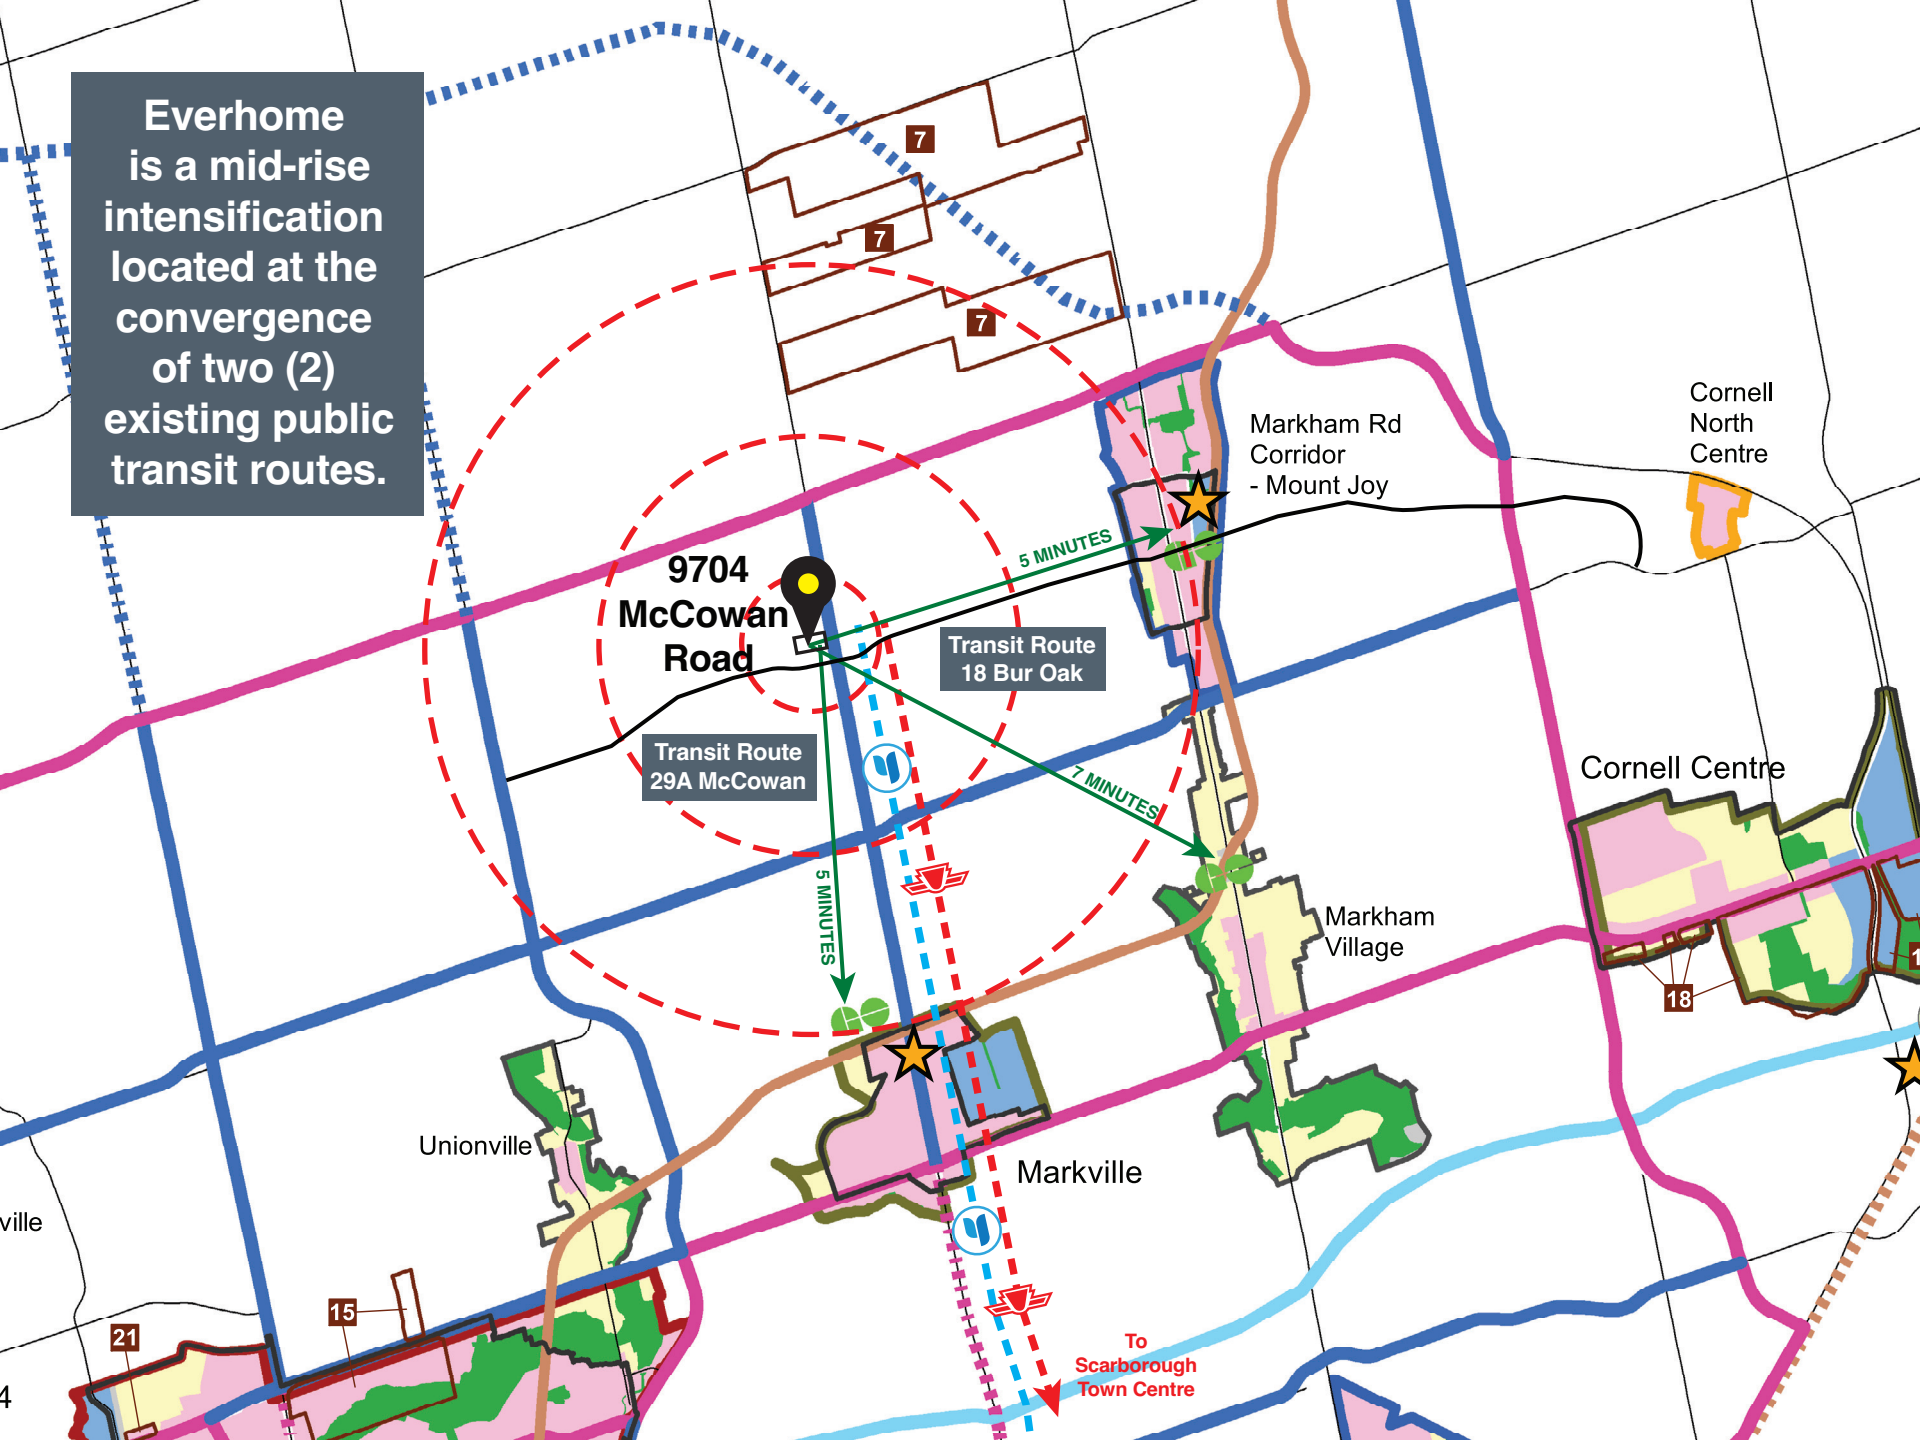 Everhome
is a mid-rise
intensification
located at the
convergence
of two (2)
existing public
transit routes.
7
7
7
Markham Rd
Corridor
- Mount Joy
Cornell
North
Centre
9704
McCowan
Road
5 MINUTES
Transit Route
18 Bur Oak
Transit Route
29A McCowan
7 MINUTES
5 MINUTES
Cornell Centre
Markham
Village
18
1
Unionville
Markville
ville
15
21
To
Scarborough
Town Centre
4